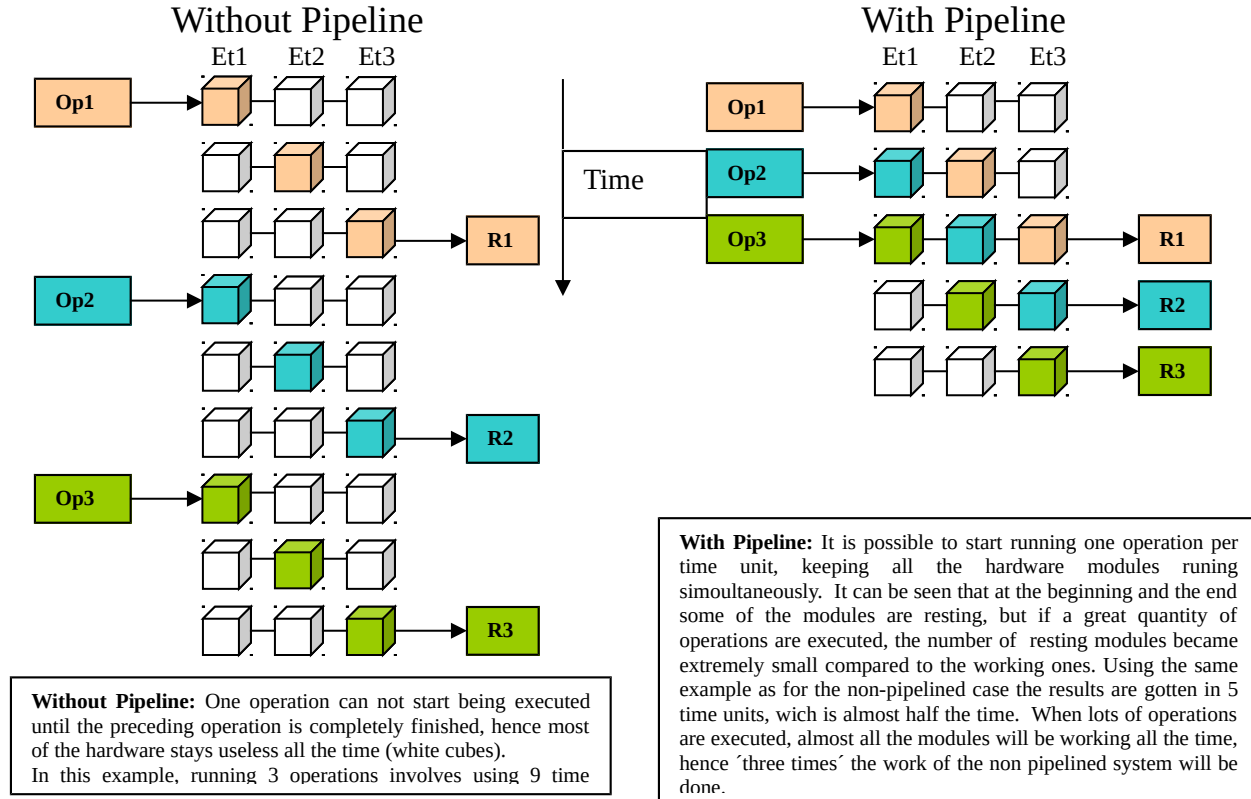 Without Pipeline
Et1 Et2 Et3
Op1
R1
Op2
R2
Op3
R3
Without Pipeline: One operation can not start being executed
until the preceding operation is completely finished, hence most
of the hardware stays useless all the time (white cubes).
In this example, running 3 operations involves using 9 time
Time
With Pipeline
Et1 Et2 Et3
Op1
Op2
Op3
R1
R2
R3
With Pipeline: It is possible to start running one operation per
time unit, keeping all the hardware modules runing
simoultaneously. It can be seen that at the beginning and the end
some of the modules are resting, but if a great quantity of
operations are executed, the number of resting modules became
extremely small compared to the working ones. Using the same
example as for the non-pipelined case the results are gotten in 5
time units, wich is almost half the time. When lots of operations
are executed, almost all the modules will be working all the time,
hence ´three times´ the work of the non pipelined system will be
done.